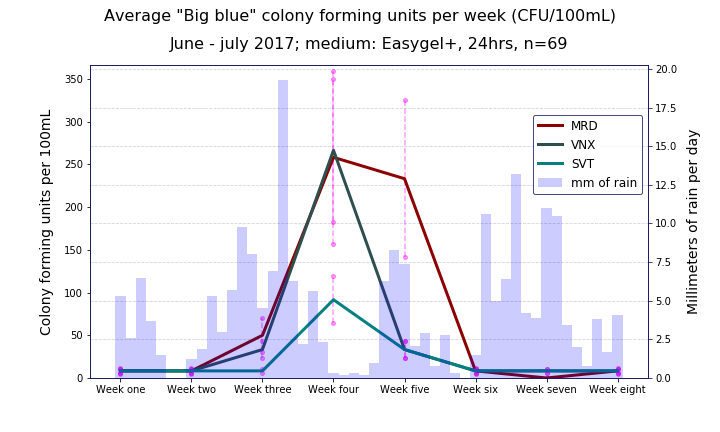 Average "Big blue" colony forming units per week (CFU/100mL)
June - july 2017; medium: Easygel+, 24hrs, n=69
Colony forming units per 100mL
350
300
250
200
150
100
50
0
20.0
17.5
15.0
12.5
10.0
7.5
5.0
2.5
0.0
Millimeters of rain per day
MRD
VNX
SVT
mm of rain
Week one Week two Week three Week four Week five Week six Week seven Week eight